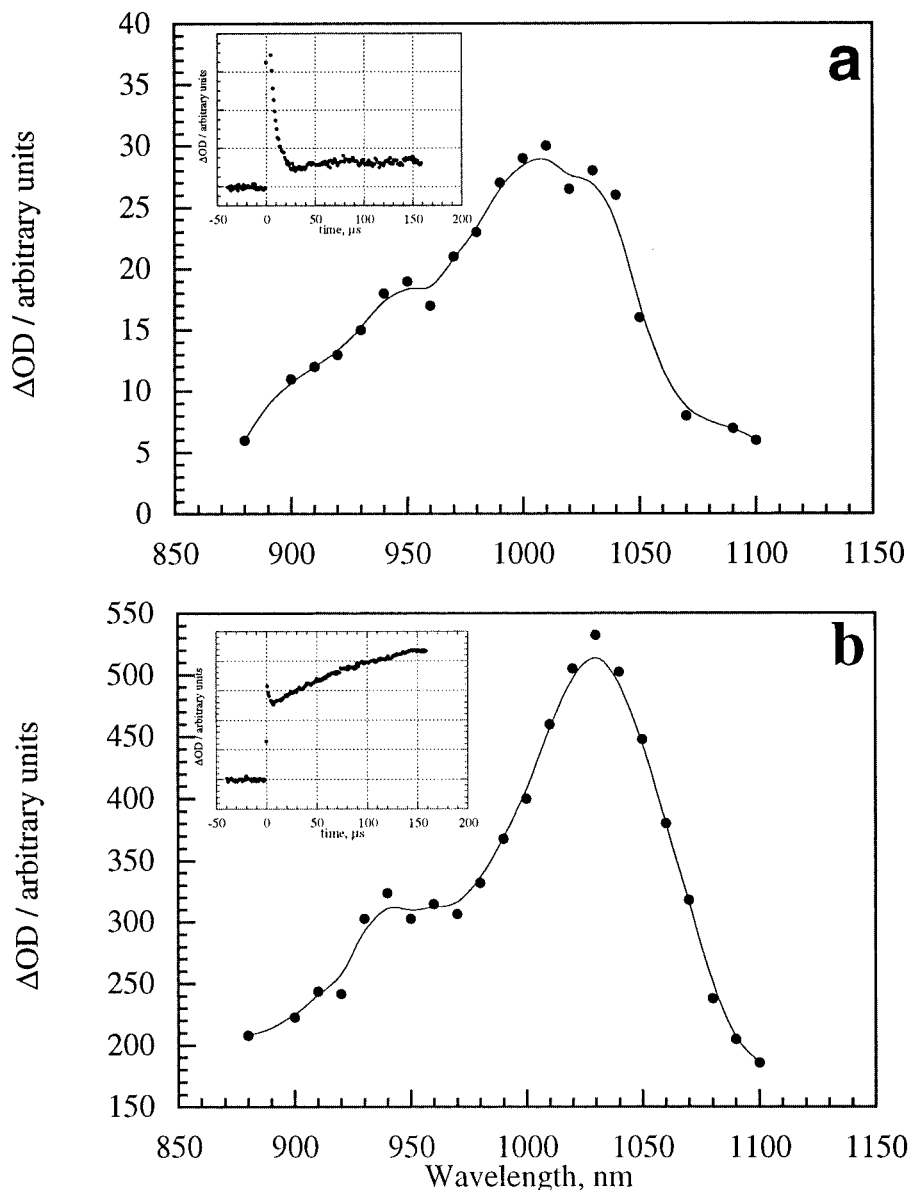 a
40
35
30
25
20
15
10
5
0
ΔOD / arbitrary units
850 900 950 1000 1050 1100 1150
ΔOD / arbitrary units
-50 0 50 100 150 200
time, µs
b
550
500
450
400
350
300
250
200
150
ΔOD / arbitrary units
850 900 950 1000 1050 1100 1150
Wavelength, nm
ΔOD / arbitrary units
-50 0 50 100 150 200
time, µs